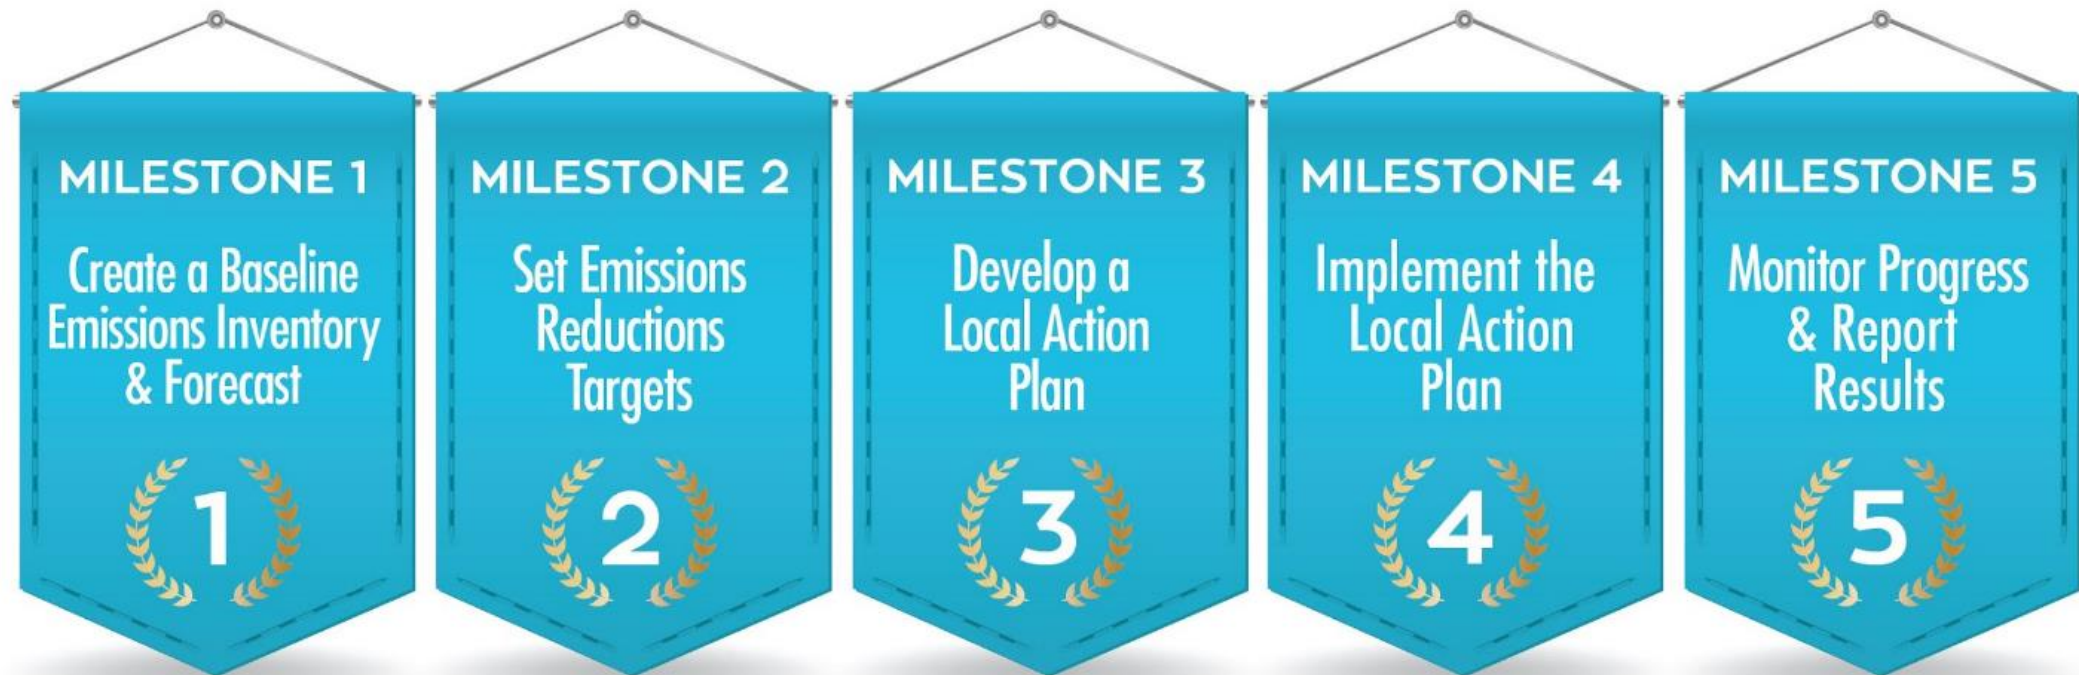 MILESTONE 1
Create a Baseline
Emissions Inventory
& Forecast
1
MILESTONE 2
Set Emissions
Reductions
Targets
2
MILESTONE 3
Develop a
Local Action
Plan
3
MILESTONE 4
Implement the
Local Action
Plan
4
MILESTONE 5
Monitor Progress
& Report
Results
5